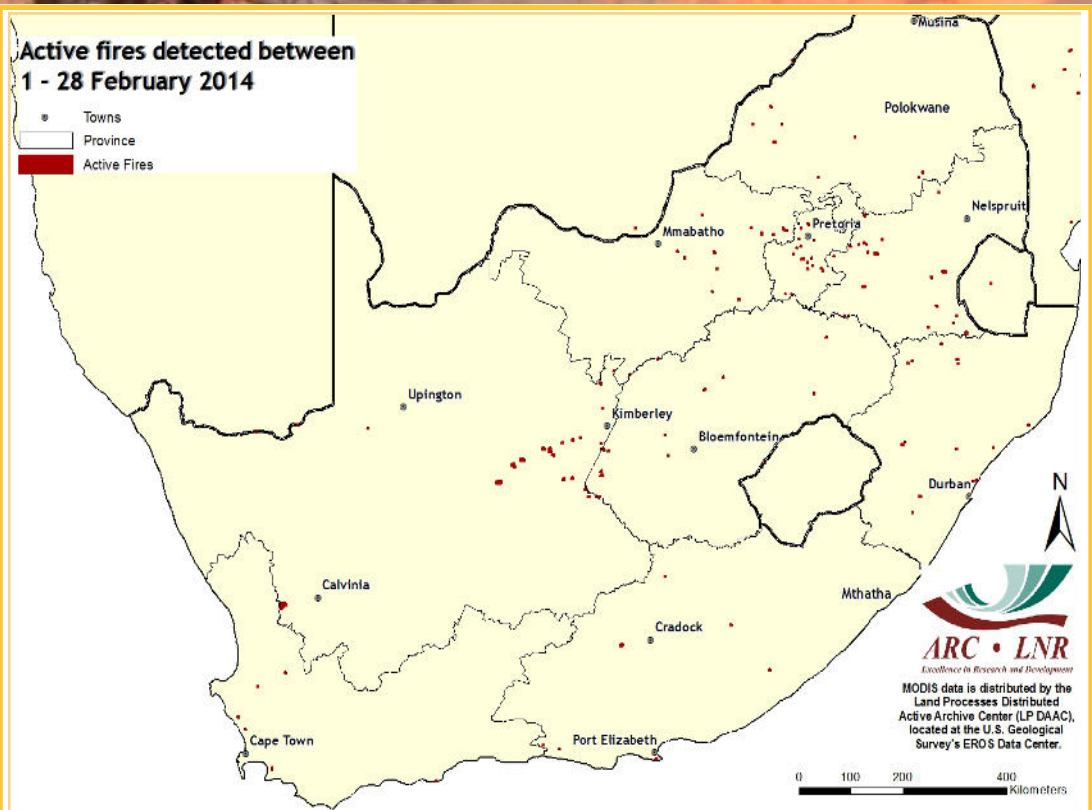 Active fires detected between
1 - 28 February 2014
Towns
Province
Active Fires
Musina
Polokwane
Nelspruit
Pretoria
Mmabatho
Upington
Kimberley
Bloemfontein
Durban
N
Calvinia
Mthatha
Cradock
ARC • LNR
Excellence in Research and Development
MODIS data is distributed by the
Land Processes Distributed
Active Archive Center (LP DAAC),
located at the U.S. Geological
Survey's EROS Data Center.
Cape Town
Port Elizabeth
0 100 200 400
Kilometers